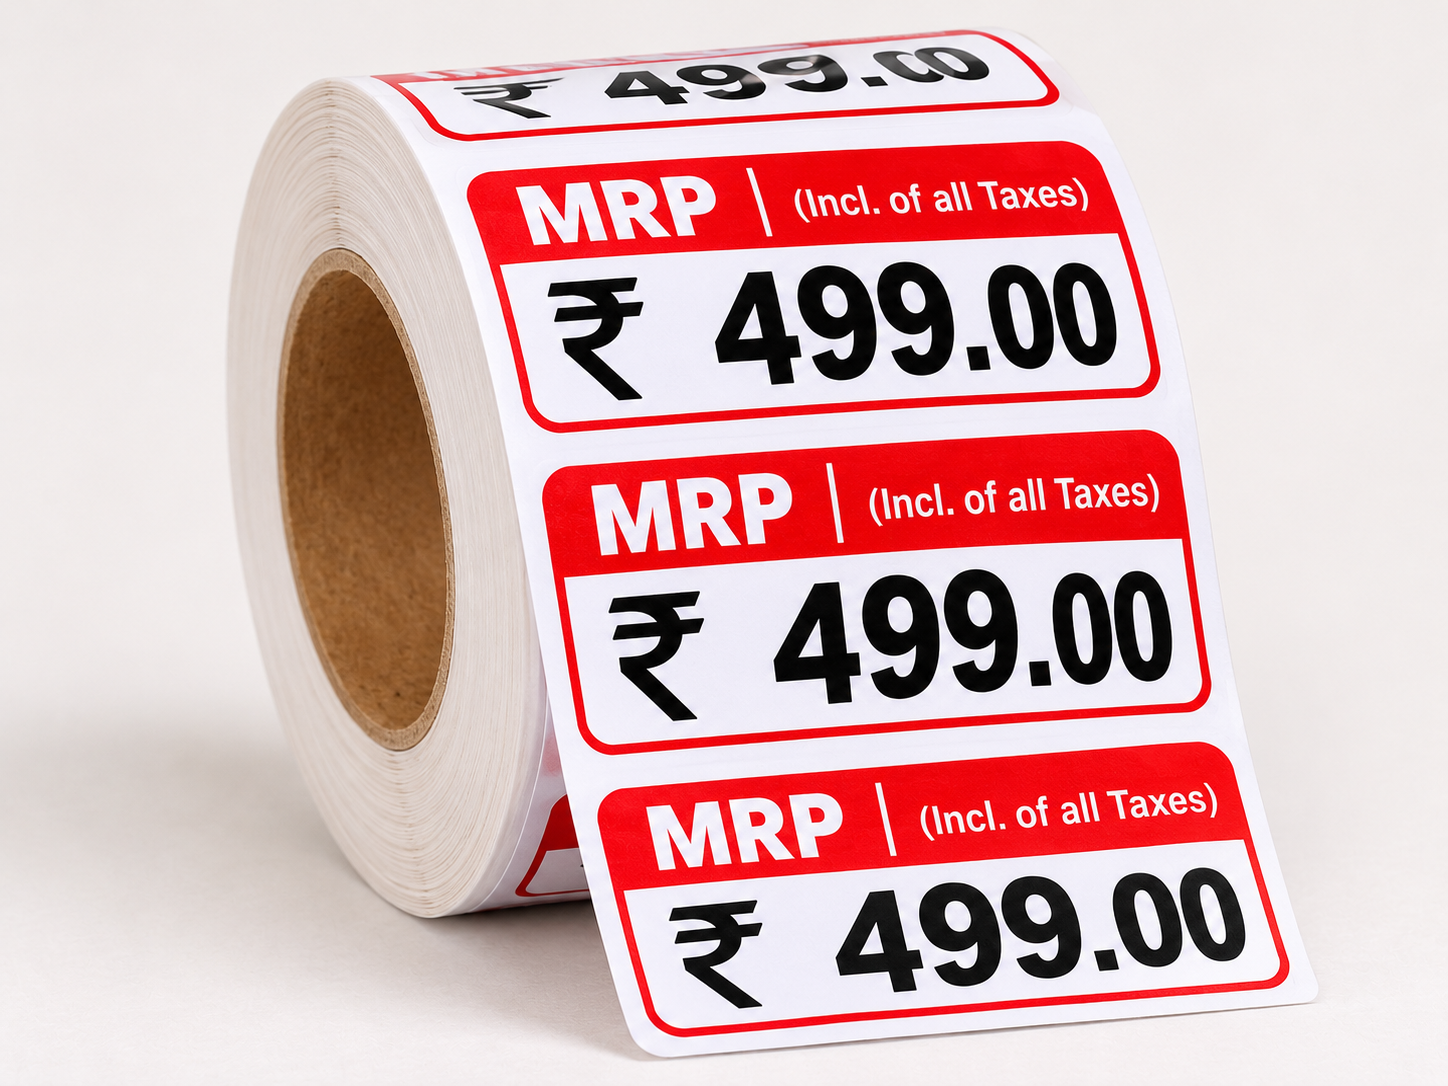 ₹ 499.00
MRP | (Incl. of all Taxes)
₹ 499.00
MRP | (Incl. of all Taxes)
₹ 499.00
MRP | (Incl. of all Taxes)
₹ 499.00